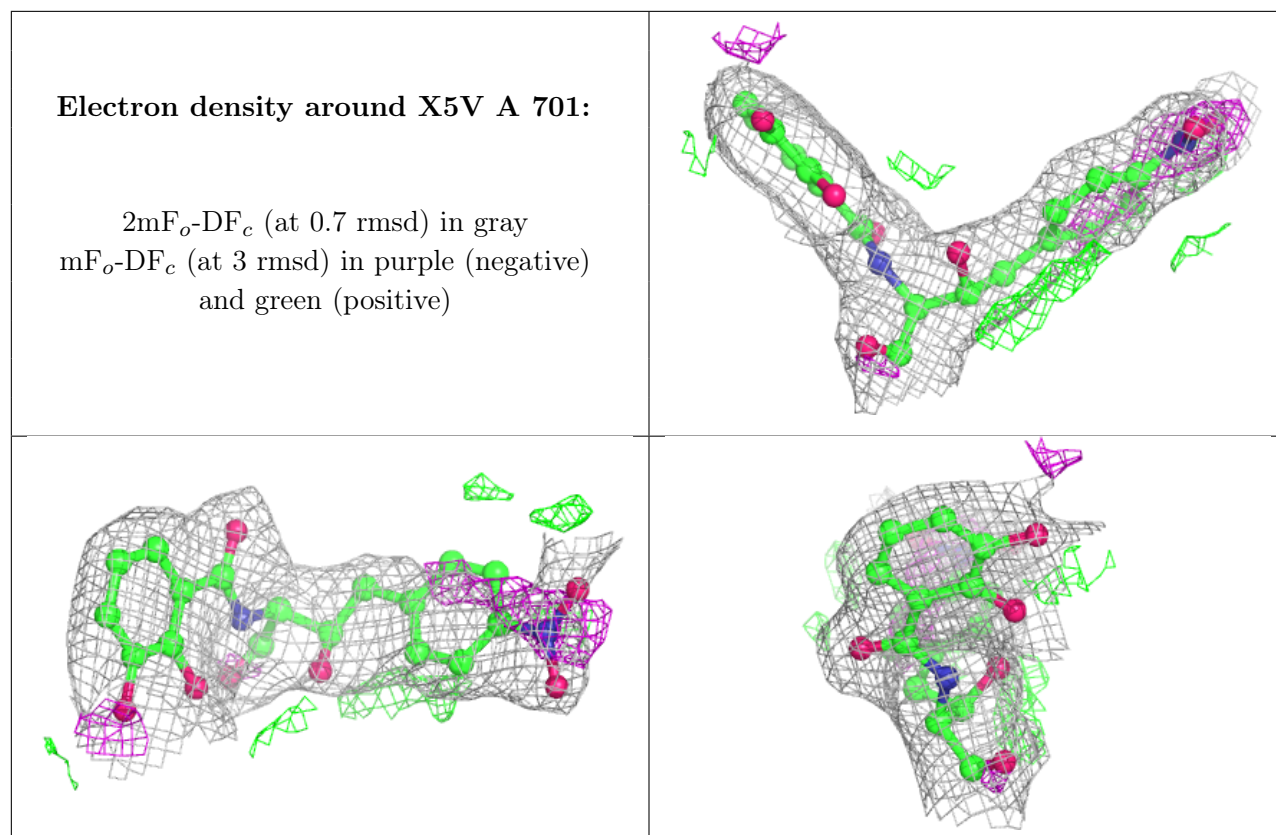 Electron density around X5V A 701:
2mFₒ-DF𝒸 (at 0.7 rmsd) in gray
mFₒ-DF𝒸 (at 3 rmsd) in purple (negative)
and green (positive)